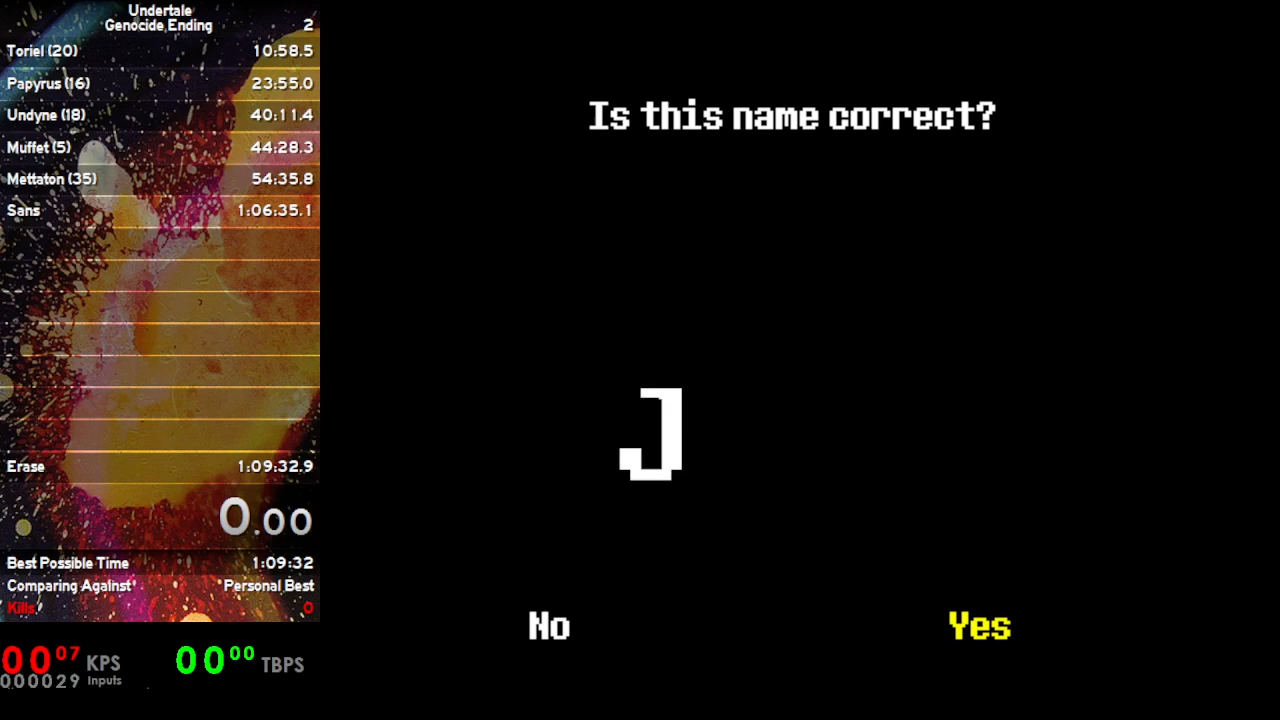 Undertale
Genocide Ending 2
Toriel (20) 10:58.5
Papyrus (16) 23:55.0
Undyne (18) 40:11.4
Muffet (5) 44:28.3
Mettaton (35) 54:35.8
Sans 1:06:35.1
Erase 1:09:32.9
0.00
Best Possible Time 1:09:32
Comparing Against Personal Best
Kills 0
00 07 KPS 00 00 TBPS
000029 Inputs
Is this name correct?
J
No Yes